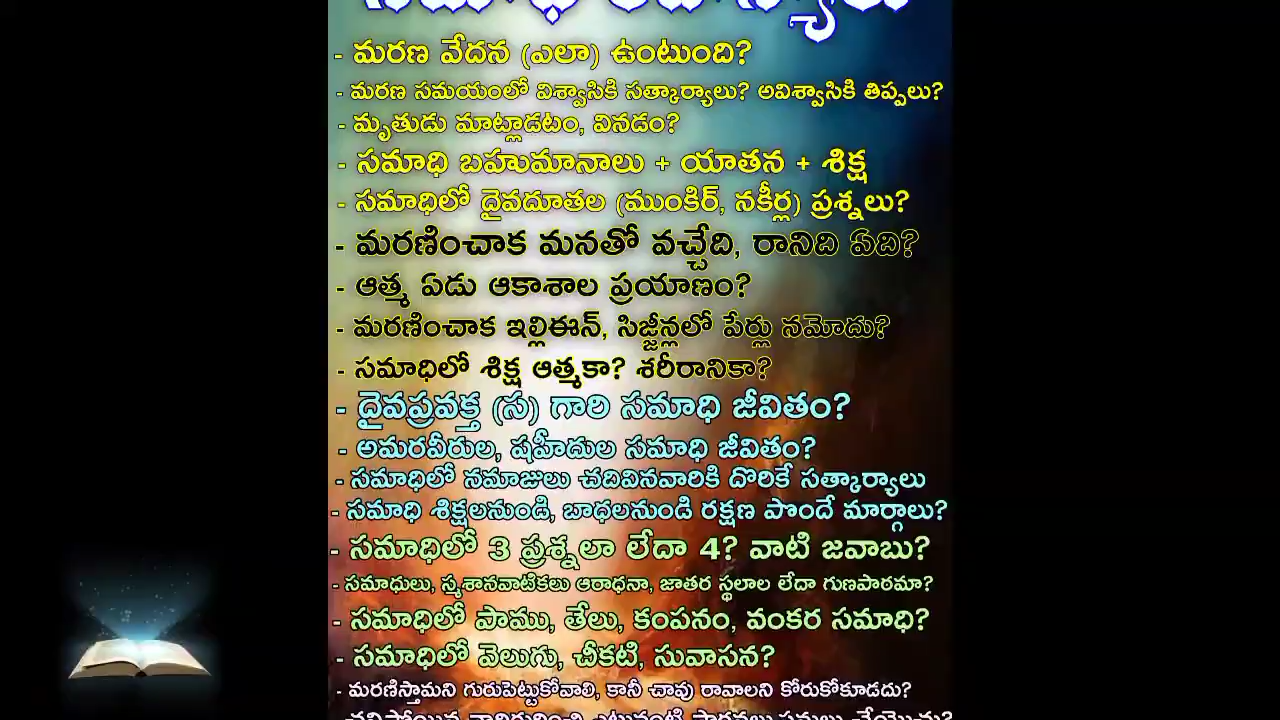 - మరణ వేదన (ఎలా) ఉంటుంది?
- మరణ సమయంలో విశ్వాసికి సత్కార్యాలు? అవిశ్వాసికి తిప్పలు?
- మృతుడు మాట్లాడటం, వినడం?
- సమాధి బహుమానాలు + యాతన + శిక్ష
- సమాధిలో దైవదూతల (ముంకిర్, నకీర్ల) ప్రశ్నలు?
- మరణించాక మనతో వచ్చేది, రానిది ఏది?
- ఆత్మ ఏడు ఆకాశాల ప్రయాణం?
- మరణించాక ఇల్లిఈన్, సిజ్జీన్లలో పేర్లు నమోదు?
- సమాధిలో శిక్ష ఆత్మకా? శరీరానికా?
- దైవప్రవక్త (స) గారి సమాధి జీవితం?
- అమరవీరుల, షహీదుల సమాధి జీవితం?
- సమాధిలో నమాజులు చదివినవారికి దొరికే సత్కార్యాలు
- సమాధి శిక్షలనుండి, బాధలనుండి రక్షణ పొందే మార్గాలు?
- సమాధిలో 3 ప్రశ్నలా లేదా 4? వాటి జవాబు?
- సమాధులు, స్మశానవాటికలు ఆరాధనా, జాతర స్థలాల లేదా గుణపాఠమా?
- సమాధిలో పాము, తేలు, కంపనం, వంకర సమాధి?
- సమాధిలో వెలుగు, చీకటి, సువాసన?
- మరణిస్తామని గురుపెట్టుకోవాలి, కానీ చావు రావాలని కోరుకోకూడదు?